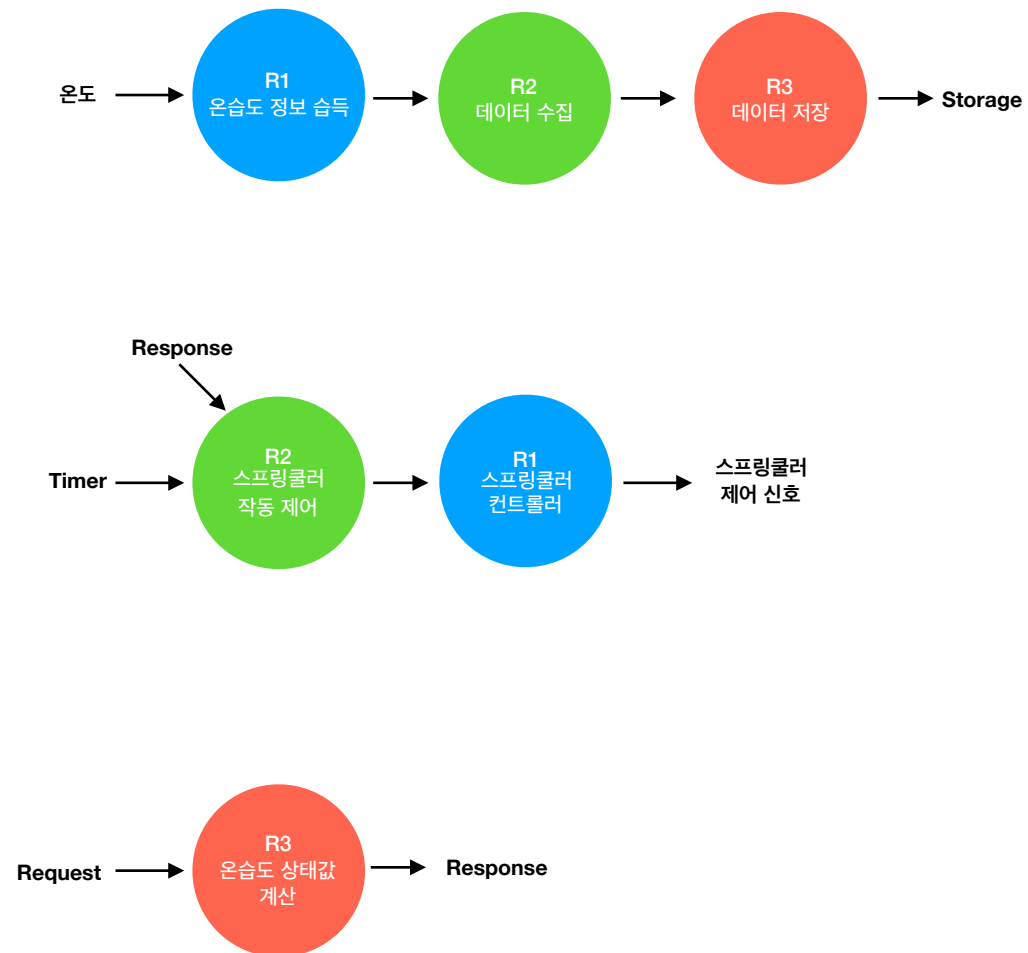 온도
R1
온습도 정보 습득
R2
데이터 수집
R3
데이터 저장
Storage
Response
Timer
R2
스프링쿨러
작동 제어
R1
스프링쿨러
컨트롤러
스프링쿨러
제어 신호
Request
R3
온습도 상태값
계산
Response